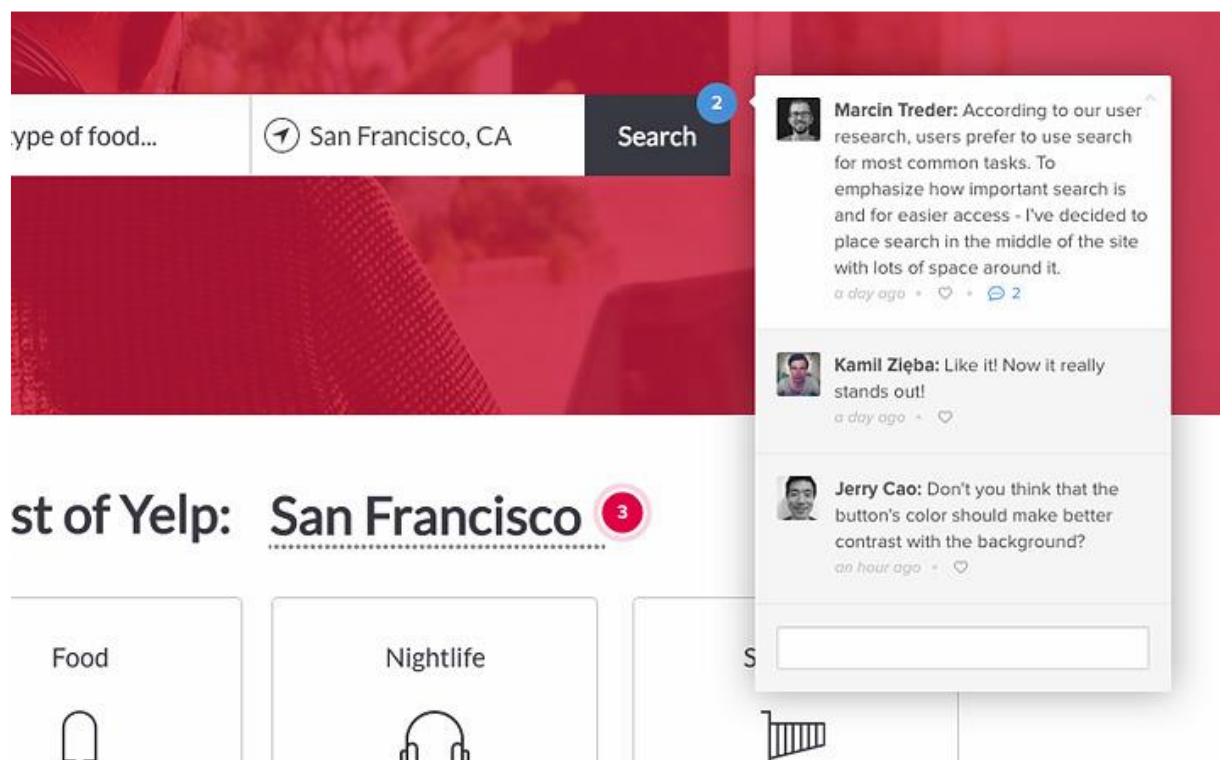 ype of food...
San Francisco, CA
Search
2
Marcin Treder: According to our user
research, users prefer to use search
for most common tasks. To
emphasize how important search is
and for easier access - I've decided to
place search in the middle of the site
with lots of space around it.
a day ago • • 2
Kamil Zięba: Like it! Now it really
stands out!
a day ago •
Jerry Cao: Don't you think that the
button's color should make better
contrast with the background?
an hour ago •
st of Yelp: San Francisco
3
Food
Nightlife
S